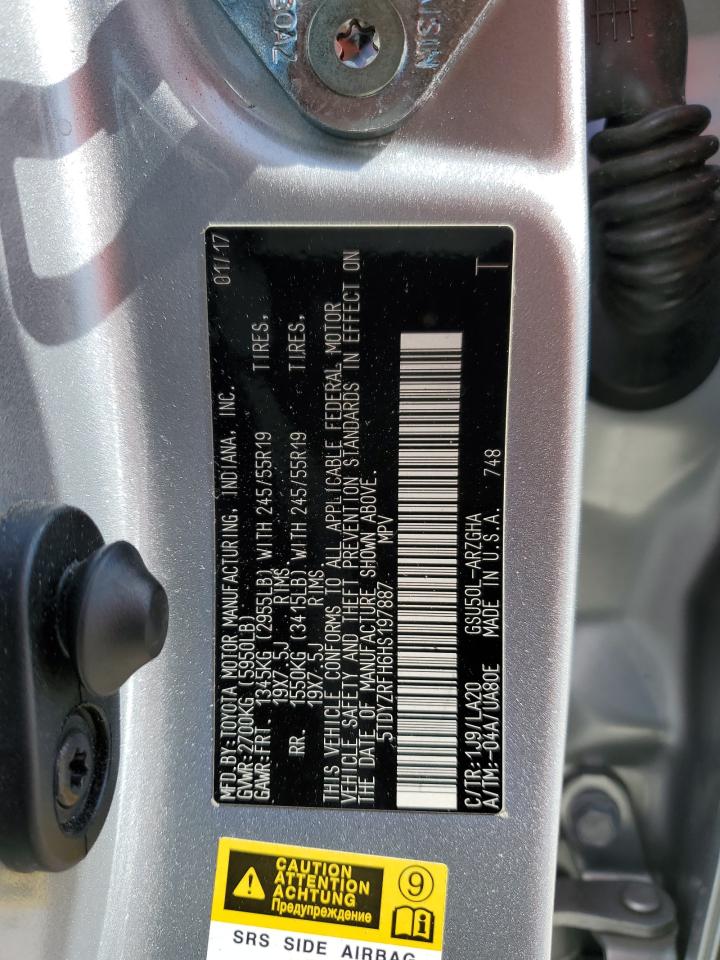 AISIN
MFD.BY:TOYOTA MOTOR MANUFACTURING, INDIANA, INC. 01/17
GVWR:2700KG (5950LB)
GAWR:FRT. 1345KG (2955LB) WITH 245/55R19 TIRES,
19X7.5J RIMS
RR. 1550KG (3415LB) WITH 245/55R19 TIRES,
19X7.5J RIMS
THIS VEHICLE CONFORMS TO ALL APPLICABLE FEDERAL MOTOR
VEHICLE SAFETY AND THEFT PREVENTION STANDARDS IN EFFECT ON
THE DATE OF MANUFACTURE SHOWN ABOVE.
5TDYZRFH6HS197887 MPV
C/TR:1J9/LA20 GSU50L-ARZGHA
A/TM:-04A/UA80E MADE IN U.S.A. 748
T
CAUTION
ATTENTION
ACHTUNG
Предупреждение
9
i
SRS SIDE AIRBAG